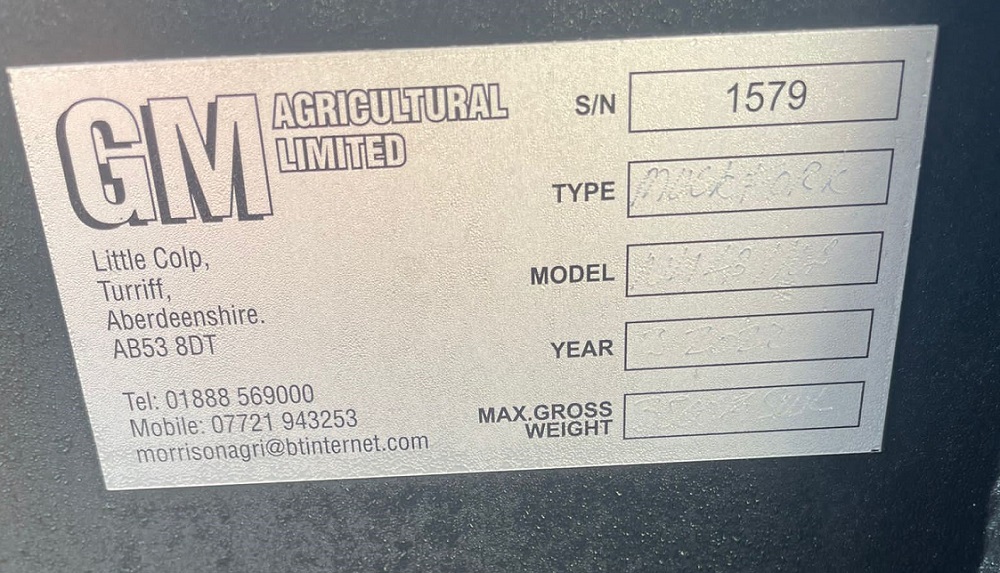 GM AGRICULTURAL
LIMITED
Little Colp,
Turriff,
Aberdeenshire.
AB53 8DT
Tel: 01888 569000
Mobile: 07721 943253
morrisonagri@btinternet.com
S/N 1579
TYPE MUCKFORK
MODEL
YEAR
MAX.GROSS
WEIGHT